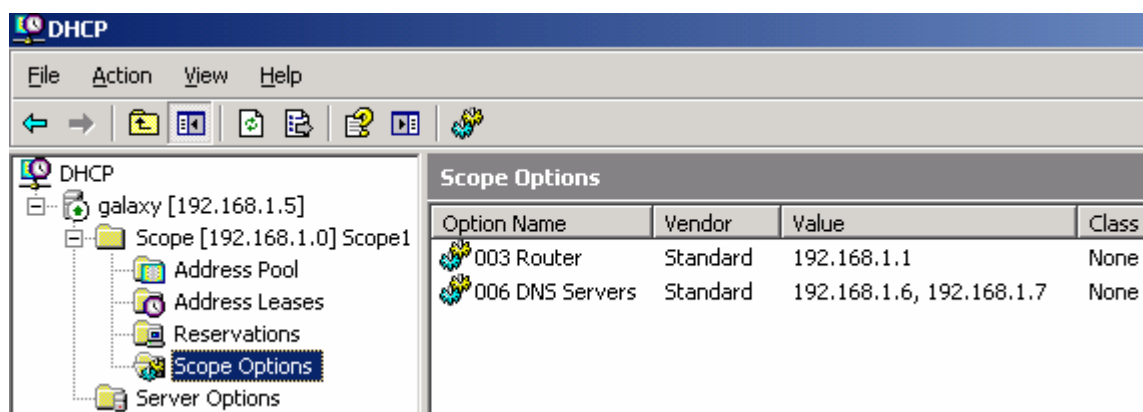 DHCP
File Action View Help
DHCP
galaxy [192.168.1.5]
Scope [192.168.1.0] Scope1
Address Pool
Address Leases
Reservations
Scope Options
Server Options
Scope Options
Option Name Vendor Value Class
003 Router Standard 192.168.1.1 None
006 DNS Servers Standard 192.168.1.6, 192.168.1.7 None